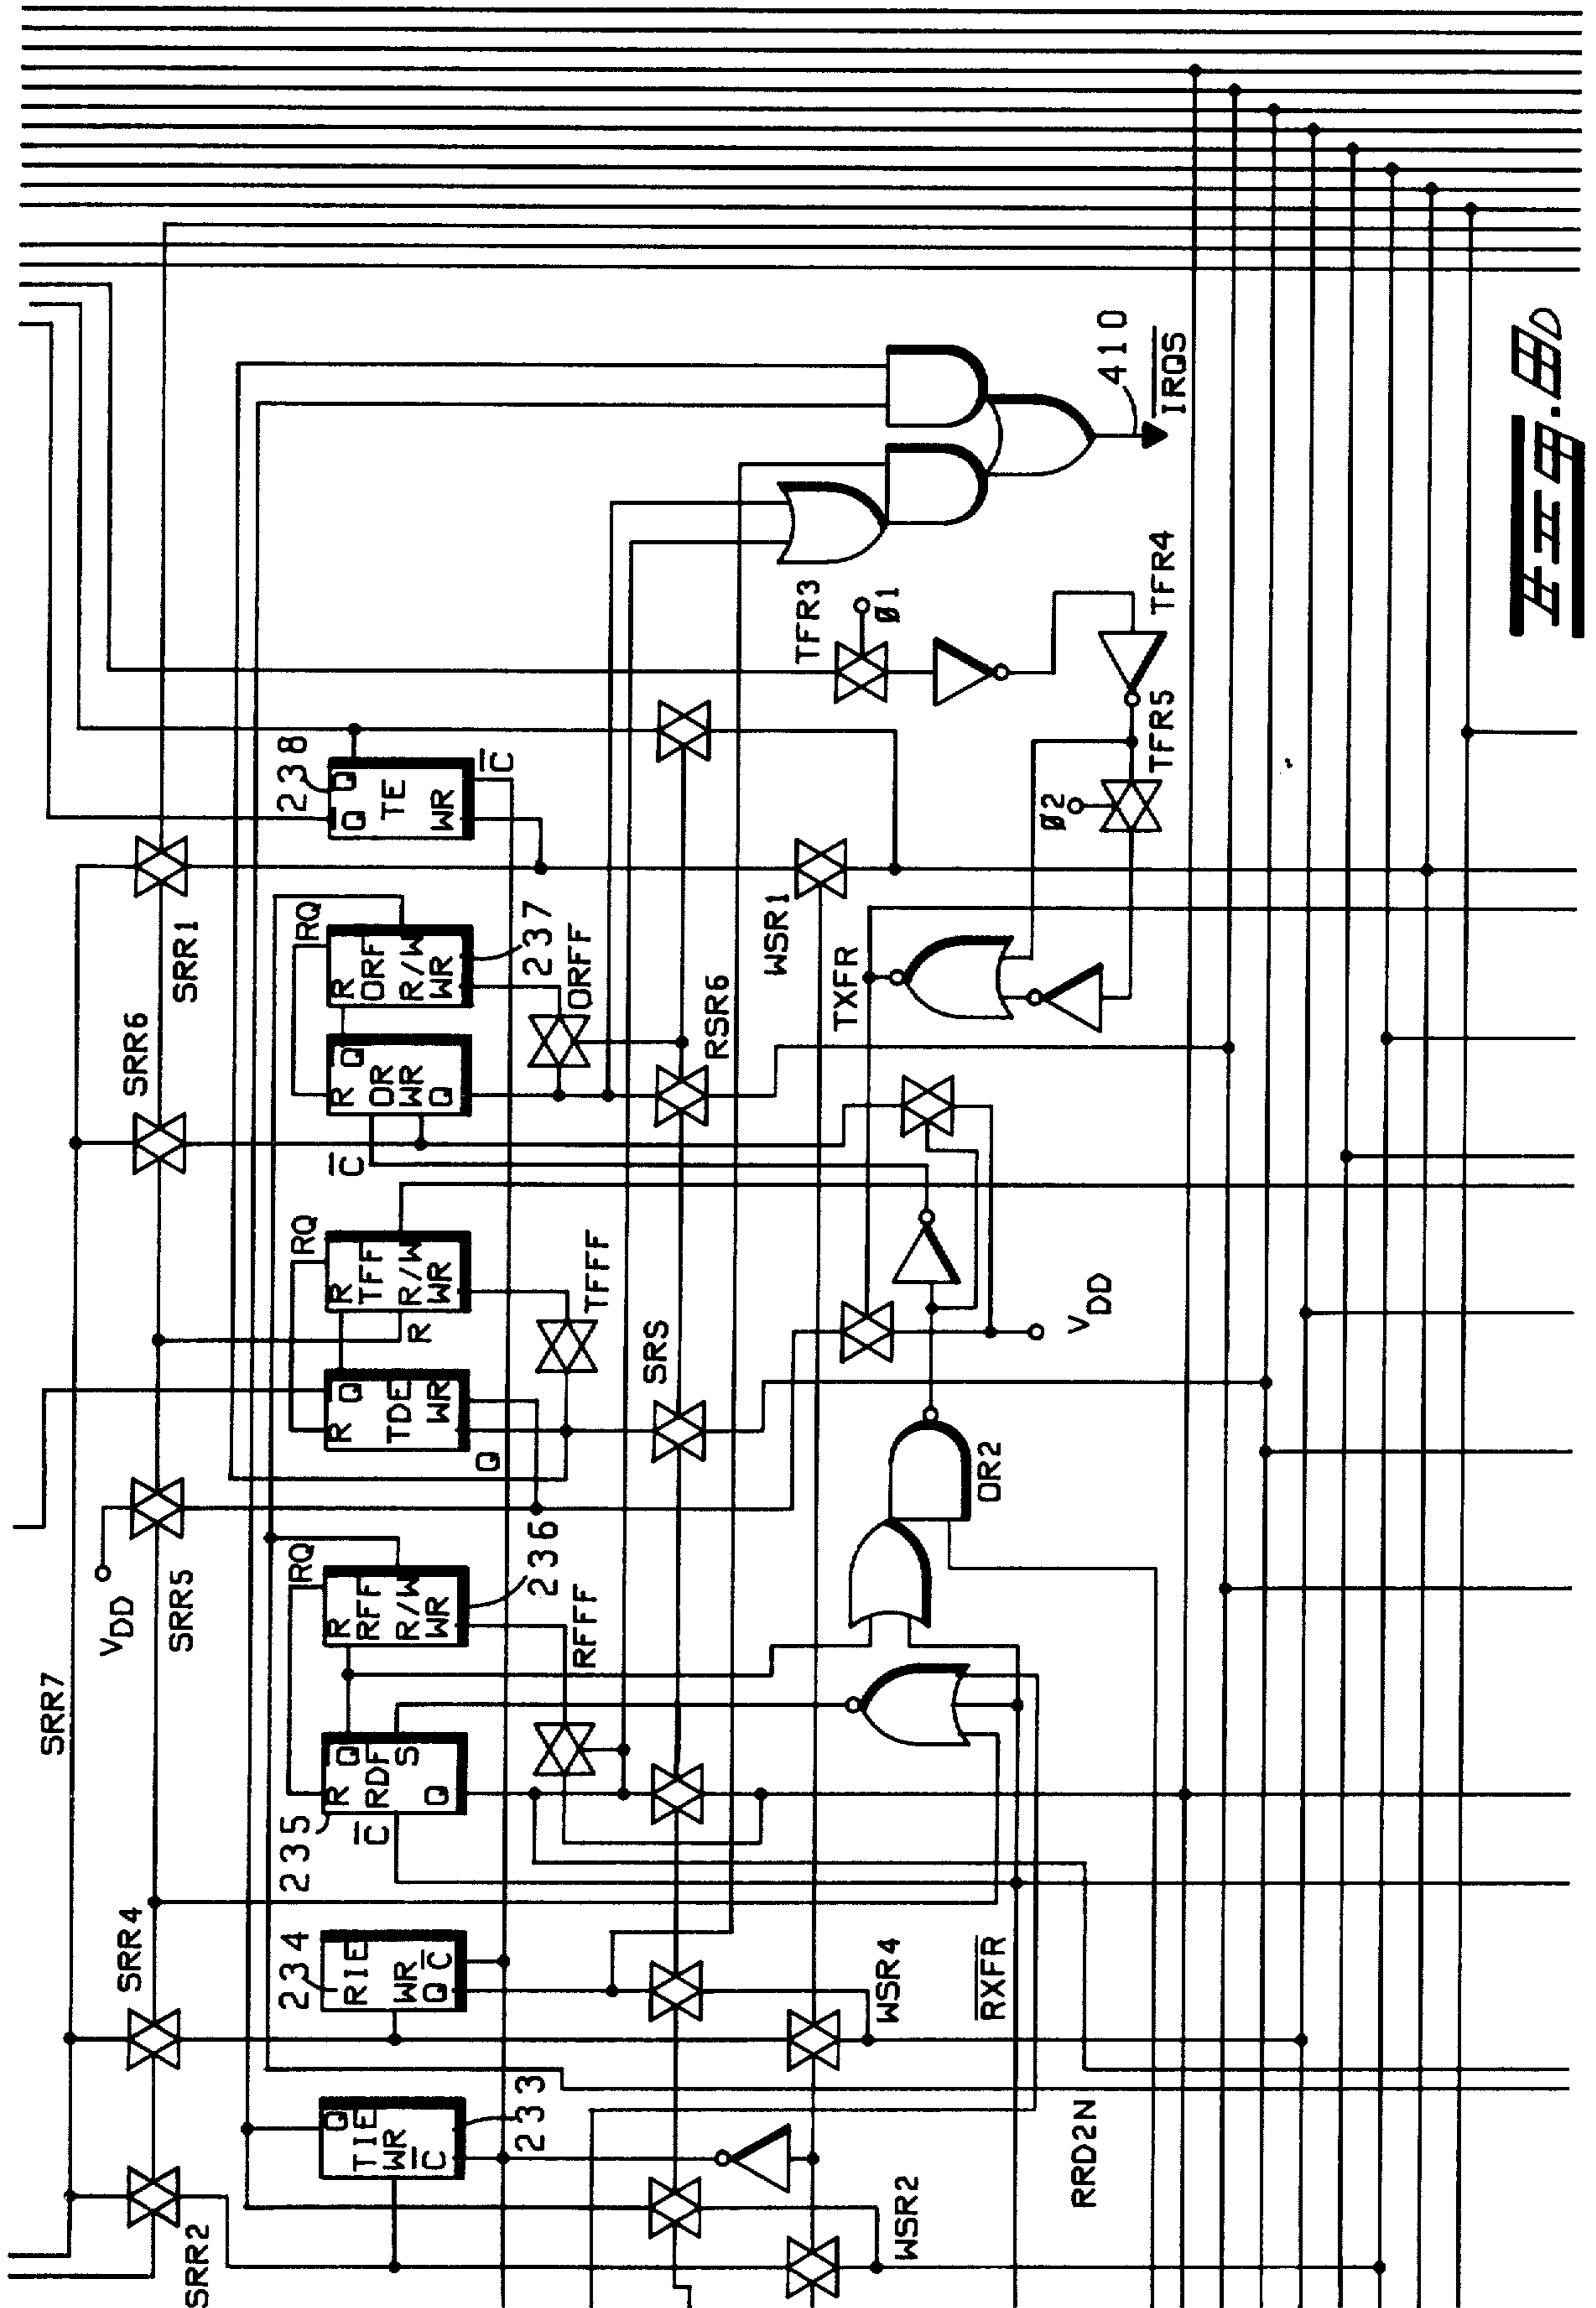 SRR7
SRR2
SRR4
SRR5
SRR6
SRR1
VDD
233
Q
TIE
WR
C̅
234
RIE
WR
Q C̅
235
R Q
RDF
S
Q
C̅
236
RQ
R
RFF
R/W̅
WR
RFFF
R Q
TDE
WR
Q
RQ
R
TFF
R/W̅
WR
R
TFFF
R Q
OR
WR
Q
C̅
RQ
R
ORF
R/W̅
WR
237
ORFF
238
Q̅ Q
TE
WR
C̅
SRS
RSR6
WSR2
WSR4
WSR1
R̅X̅F̅R̅
RRD2N
OR2
VDD
TXFR
TFR3
Ø1
TFR4
TFR5
Ø2
410
I̅R̅Q̅S̅
FIG. 8D